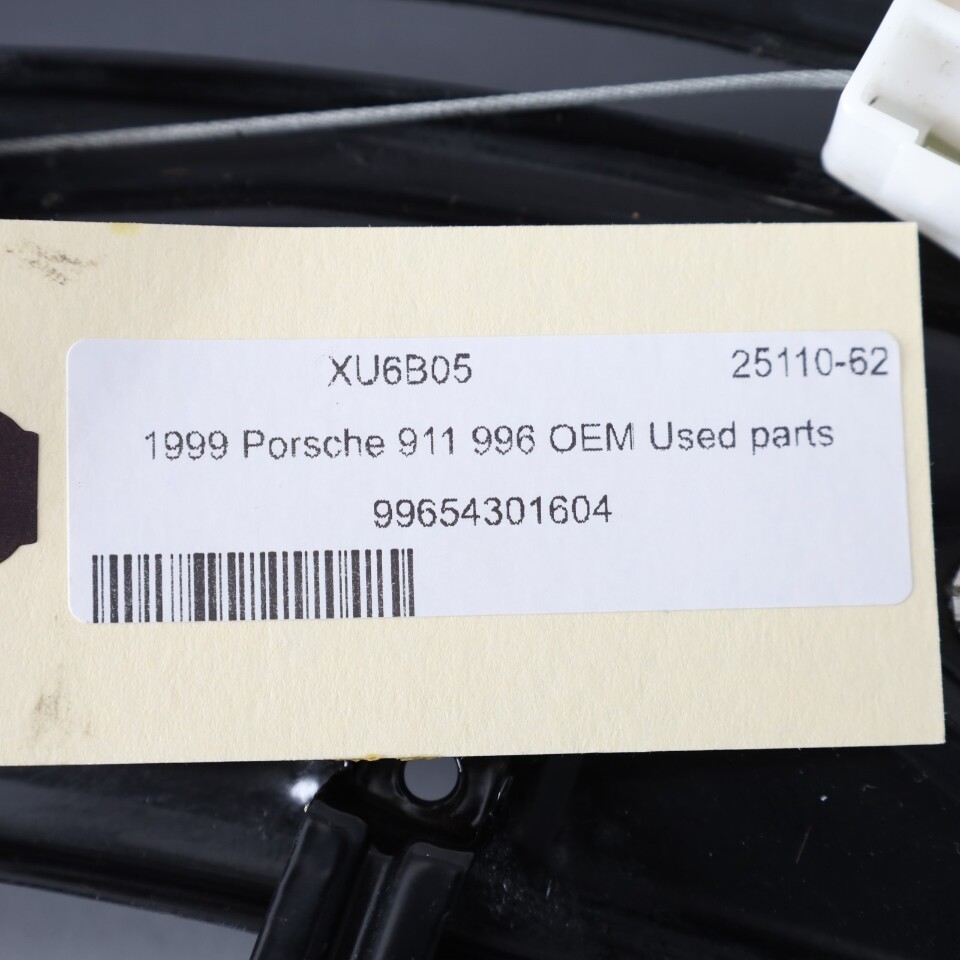 XU6B05 25110-62
1999 Porsche 911 996 OEM Used parts
99654301604